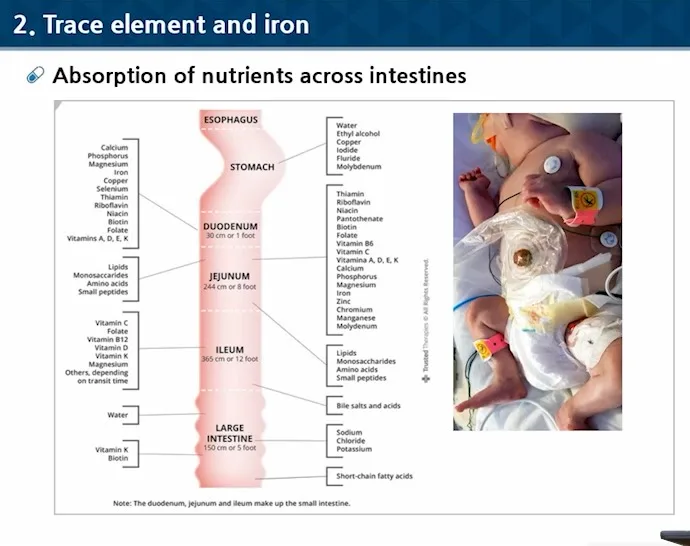 2. Trace element and iron
Absorption of nutrients across intestines
ESOPHAGUS
STOMACH
DUODENUM
30 cm or 1 foot
JEJUNUM
244 cm or 8 foot
ILEUM
365 cm or 12 foot
LARGE
INTESTINE
150 cm or 5 foot
Calcium
Phosphorus
Magnesium
Iron
Copper
Selenium
Thiamin
Riboflavin
Niacin
Biotin
Folate
Vitamins A, D, E, K
Lipids
Monosaccarides
Amino acids
Small peptides
Vitamin C
Folate
Vitamin B12
Vitamin D
Vitamin K
Magnesium
Others, depending
on transit time
Water
Vitamin K
Biotin
Water
Ethyl alcohol
Copper
Iodide
Fluride
Molybdenum
Thiamin
Riboflavin
Niacin
Pantothenate
Biotin
Folate
Vitamin B6
Vitamin C
Vitamina A, D, E, K
Calcium
Phosphorus
Magnesium
Iron
Zinc
Chromium
Manganese
Molydenum
Lipids
Monosaccharides
Amino acids
Small peptides
Bile salts and acids
Sodium
Chloride
Potassium
Short-chain fatty acids
Trusted Therapies © All Rights Reserved.
Note: The duodenum, jejunum and ileum make up the small intestine.